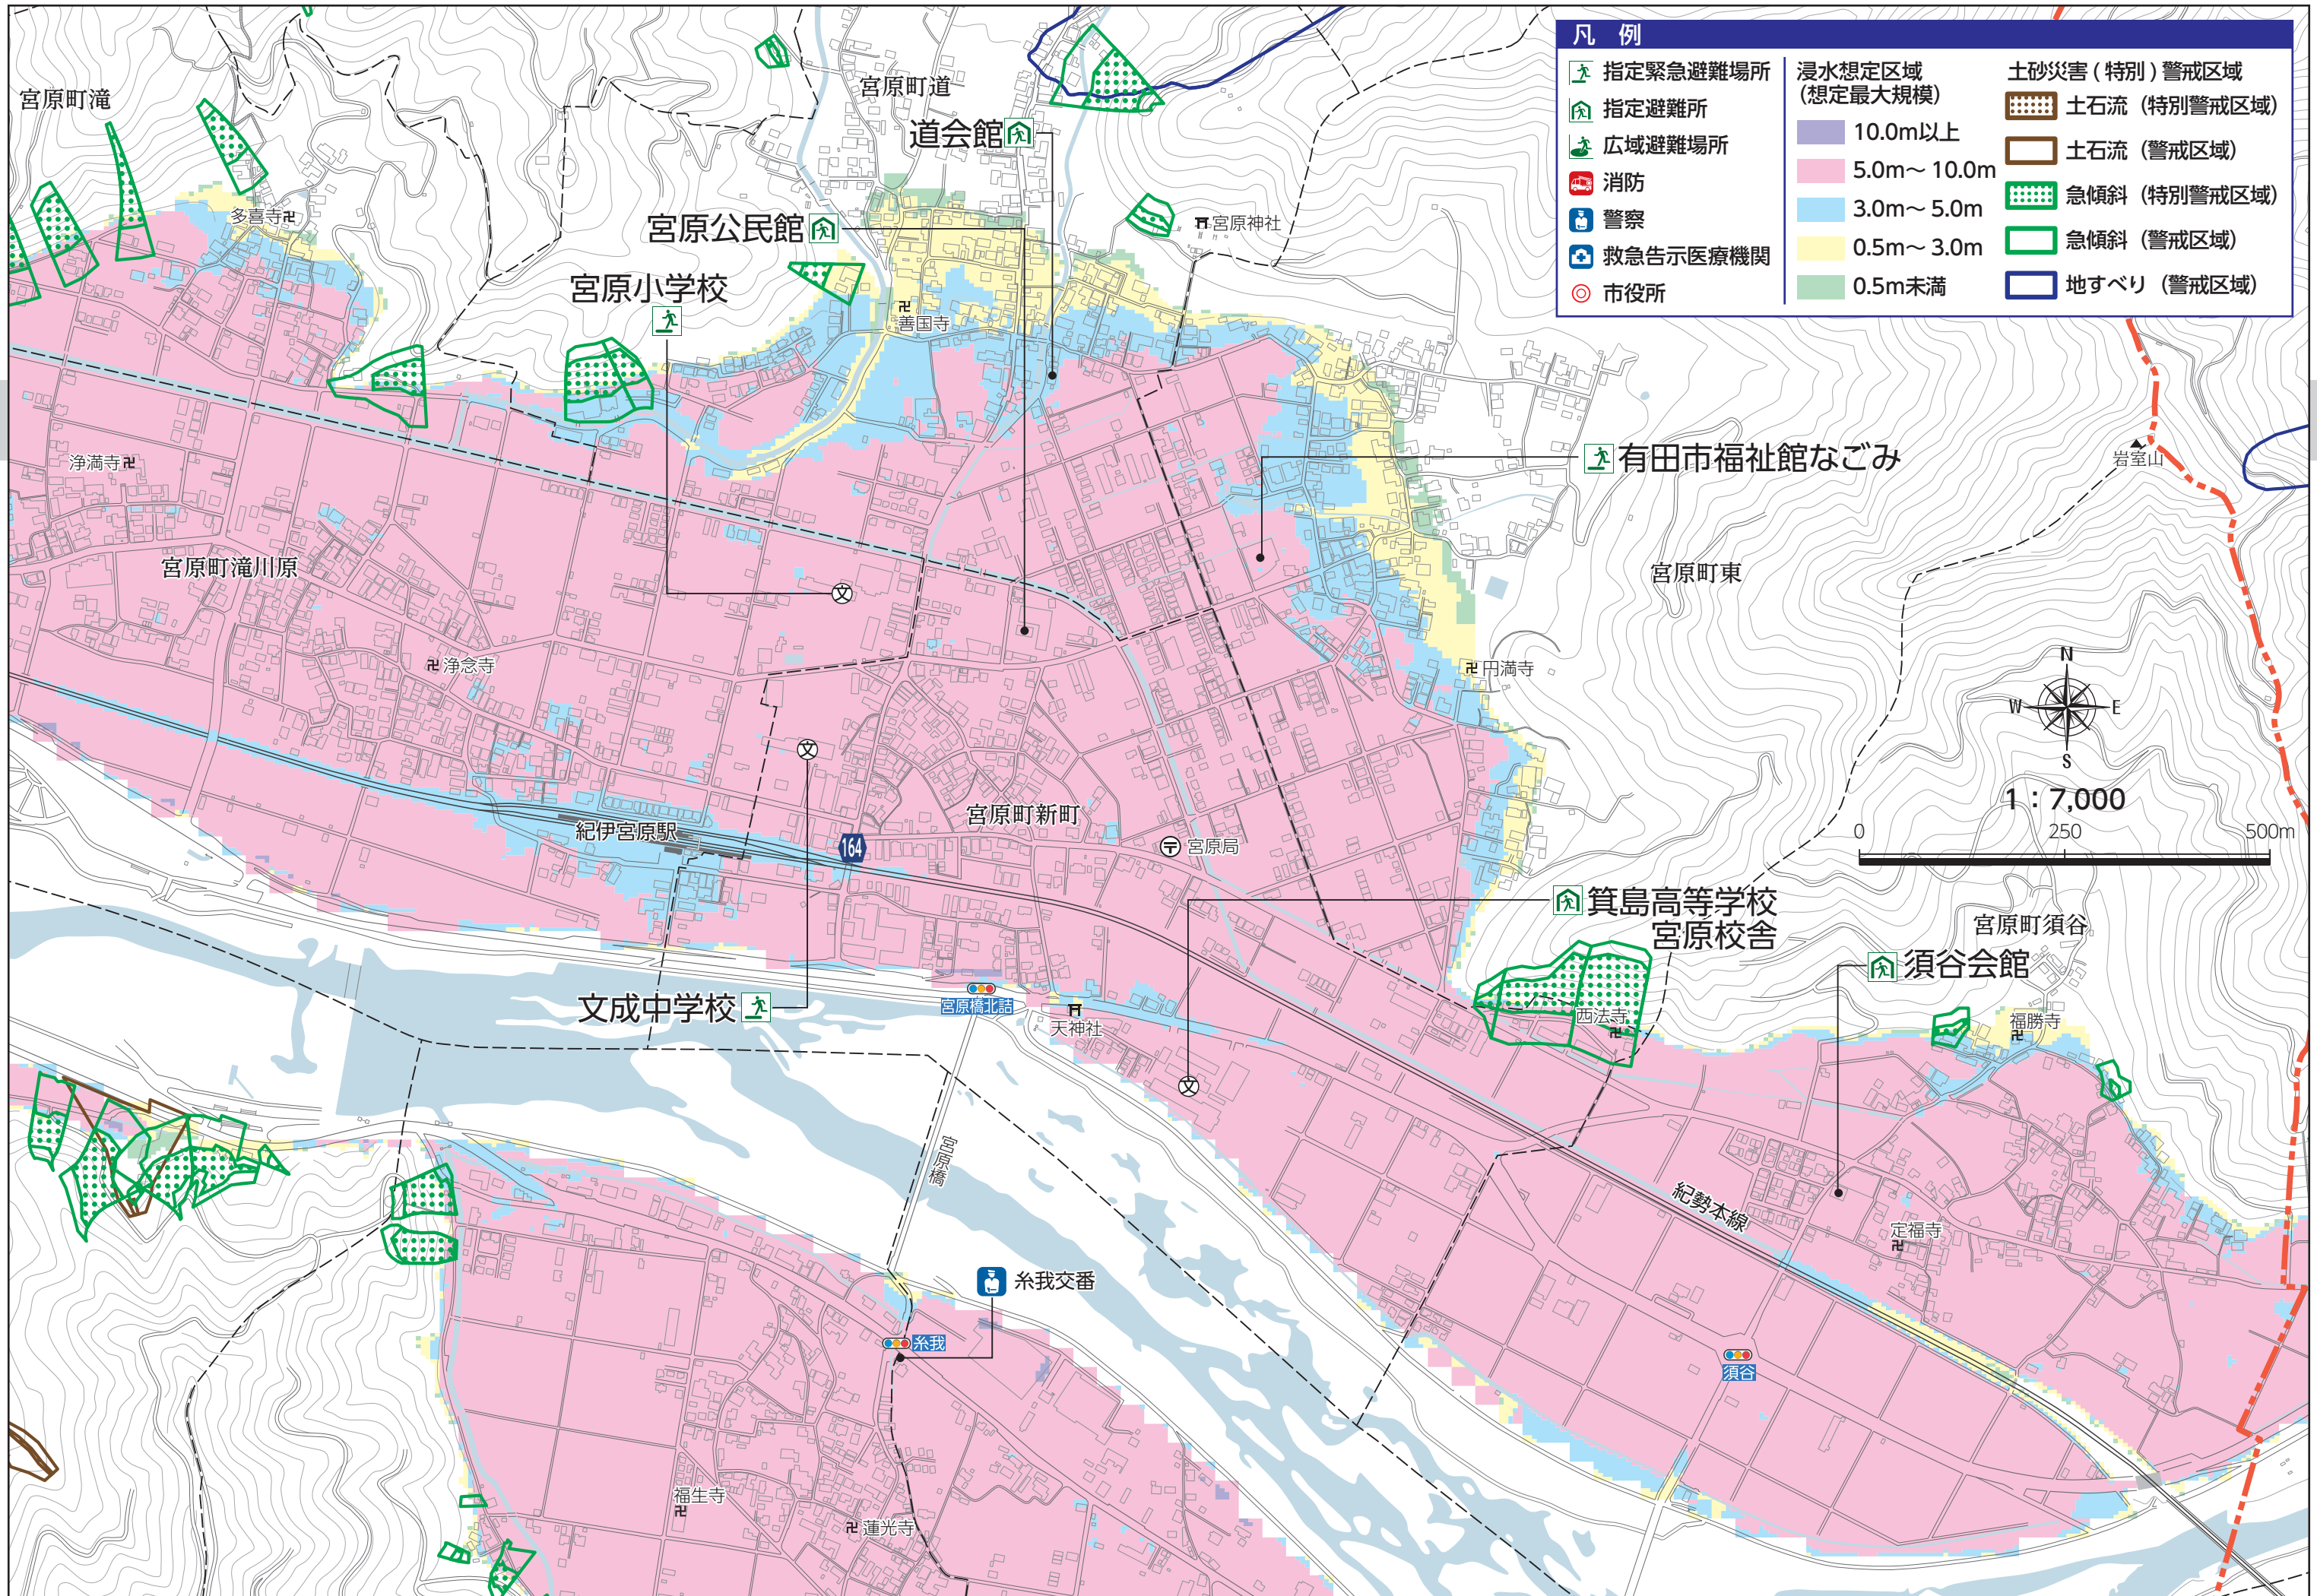 凡 例
指定緊急避難場所
指定避難所
広域避難場所
消防
警察
救急告示医療機関
市役所
浸水想定区域
(想定最大規模)
10.0m以上
5.0m～10.0m
3.0m～5.0m
0.5m～3.0m
0.5m未満
土砂災害(特別)警戒区域
土石流（特別警戒区域）
土石流（警戒区域）
急傾斜（特別警戒区域）
急傾斜（警戒区域）
地すべり（警戒区域）
宮原町滝
宮原町道
道会館
多喜寺
宮原公民館
宮原神社
宮原小学校
善国寺
浄満寺
有田市福祉館なごみ
岩室山
宮原町滝川原
文
宮原町東
浄念寺
円満寺
N
W
E
S
1：7,000
0
250
500m
文
宮原町新町
紀伊宮原駅
164
宮原局
箕島高等学校
宮原校舎
宮原町須谷
須谷会館
文成中学校
宮原橋北詰
天神社
西法寺
福勝寺
文
宮原橋
紀勢本線
定福寺
糸我交番
糸我
須谷
福生寺
蓮光寺